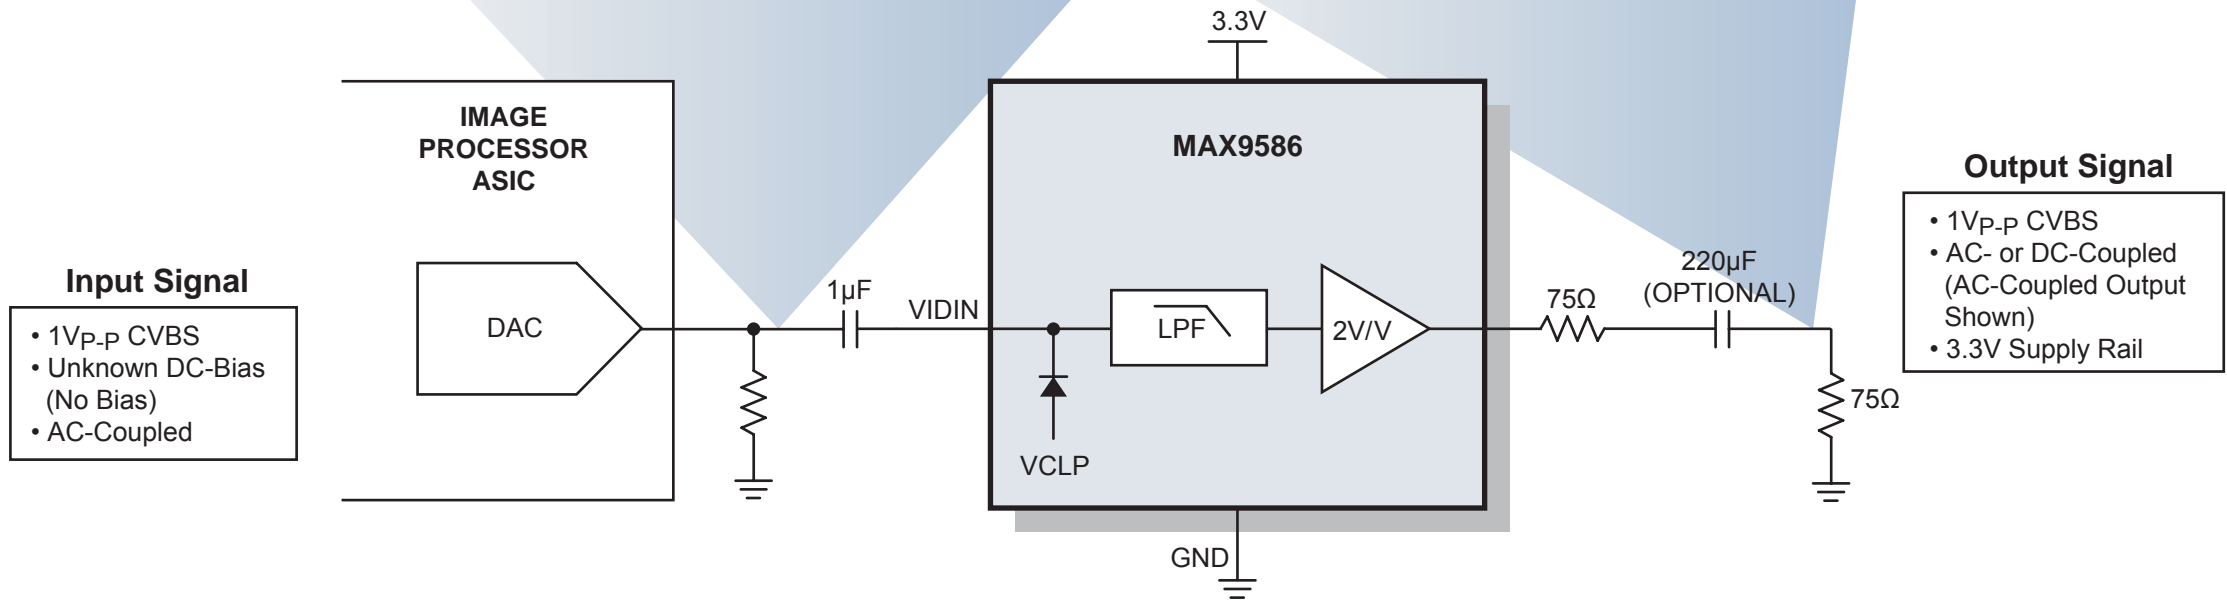 3.3V
IMAGE
PROCESSOR
ASIC
MAX9586
Output Signal
• 1VP-P CVBS
• AC- or DC-Coupled
(AC-Coupled Output
Shown)
• 3.3V Supply Rail
Input Signal
• 1VP-P CVBS
• Unknown DC-Bias
(No Bias)
• AC-Coupled
DAC
1µF
VIDIN
LPF
2V/V
VCLP
75Ω
220µF
(OPTIONAL)
75Ω
GND